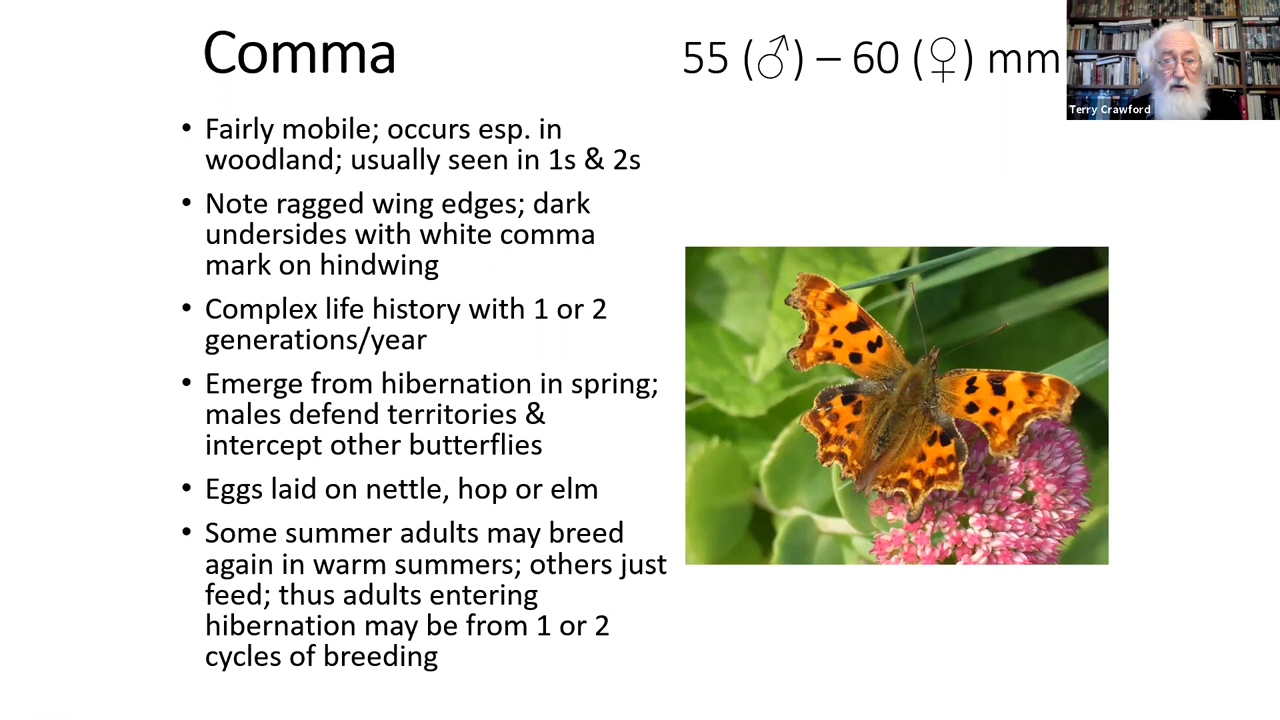 Comma
55 (♂) – 60 (♀) mm
Terry Crawford
• Fairly mobile; occurs esp. in
woodland; usually seen in 1s & 2s
• Note ragged wing edges; dark
undersides with white comma
mark on hindwing
• Complex life history with 1 or 2
generations/year
• Emerge from hibernation in spring;
males defend territories &
intercept other butterflies
• Eggs laid on nettle, hop or elm
• Some summer adults may breed
again in warm summers; others just
feed; thus adults entering
hibernation may be from 1 or 2
cycles of breeding